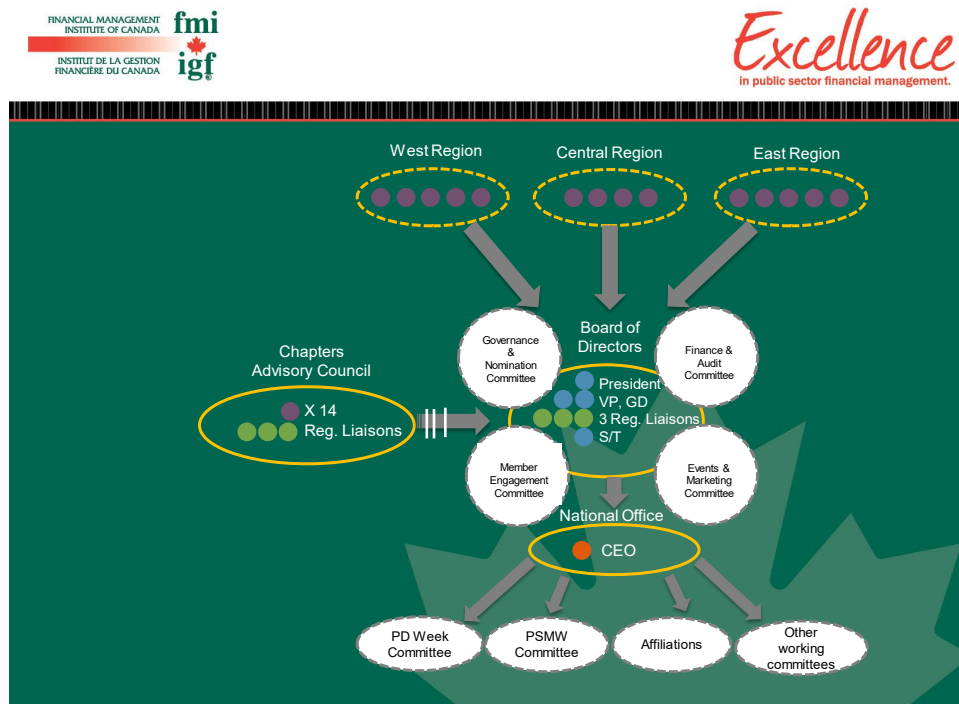 FINANCIAL MANAGEMENT
INSTITUTE OF CANADA
fmi
INSTITUT DE LA GESTION
FINANCIÈRE DU CANADA
igf
®
Excellence
in public sector financial management.
West Region
Central Region
East Region
Governance
&
Nomination
Committee
Board of
Directors
Finance &
Audit
Committee
Chapters
Advisory Council
X 14
Reg. Liaisons
President
VP, GD
3 Reg. Liaisons
S/T
Member
Engagement
Committee
Events &
Marketing
Committee
National Office
CEO
PD Week
Committee
PSMW
Committee
Affiliations
Other
working
committees